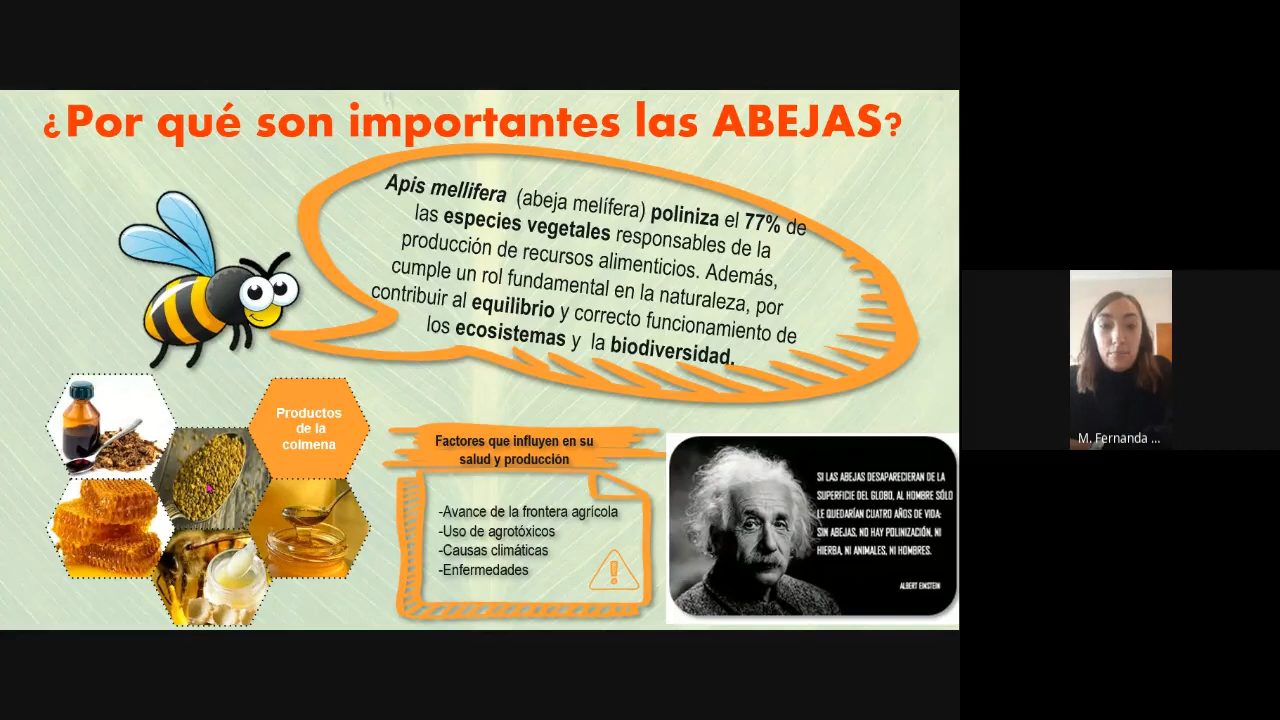 ¿Por qué son importantes las ABEJAS?
Apis mellifera (abeja melífera) poliniza el 77% de
las especies vegetales responsables de la
producción de recursos alimenticios. Además,
cumple un rol fundamental en la naturaleza, por
contribuir al equilibrio y correcto funcionamiento de
los ecosistemas y la biodiversidad.
Productos
de la
colmena
Factores que influyen en su
salud y producción
-Avance de la frontera agrícola
-Uso de agrotóxicos
-Causas climáticas
-Enfermedades
SI LAS ABEJAS DESAPARECIERAN DE LA
SUPERFICIE DEL GLOBO, AL HOMBRE SÓLO
LE QUEDARÍAN CUATRO AÑOS DE VIDA:
SIN ABEJAS, NO HAY POLINIZACIÓN, NI
HIERBA, NI ANIMALES, NI HOMBRES.
ALBERT EINSTEIN
M. Fernanda ...